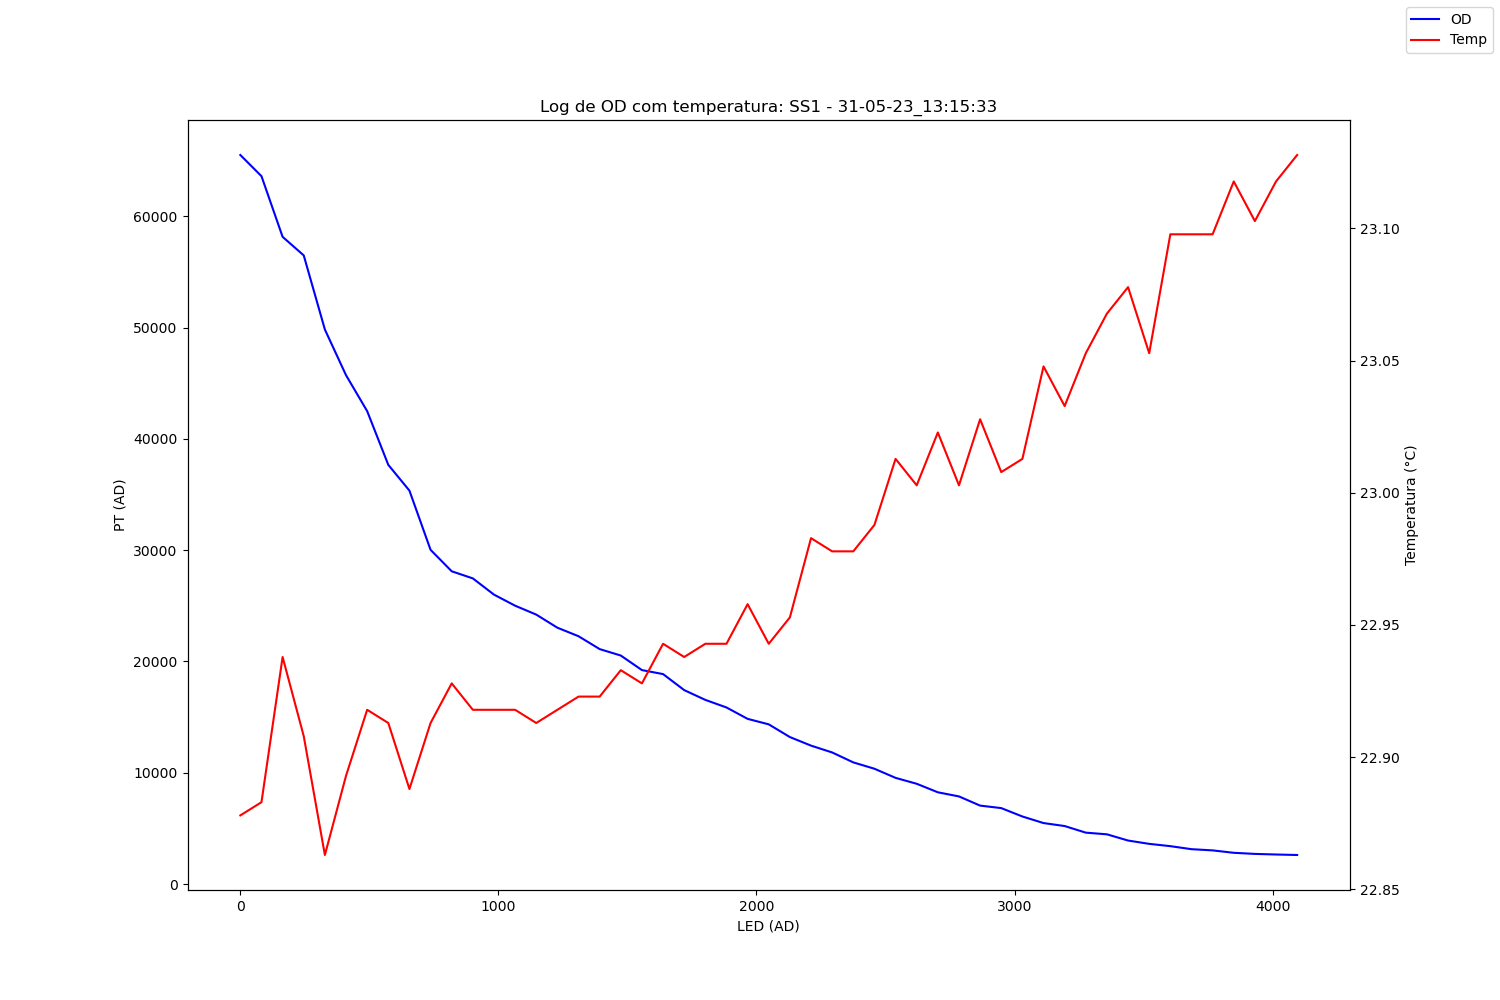 OD
Temp
Log de OD com temperatura: SS1 - 31-05-23_13:15:33
60000
50000
40000
30000
20000
10000
0
PT (AD)
0 1000 2000 3000 4000
LED (AD)
23.10
23.05
23.00
22.95
22.90
22.85
Temperatura (°C)